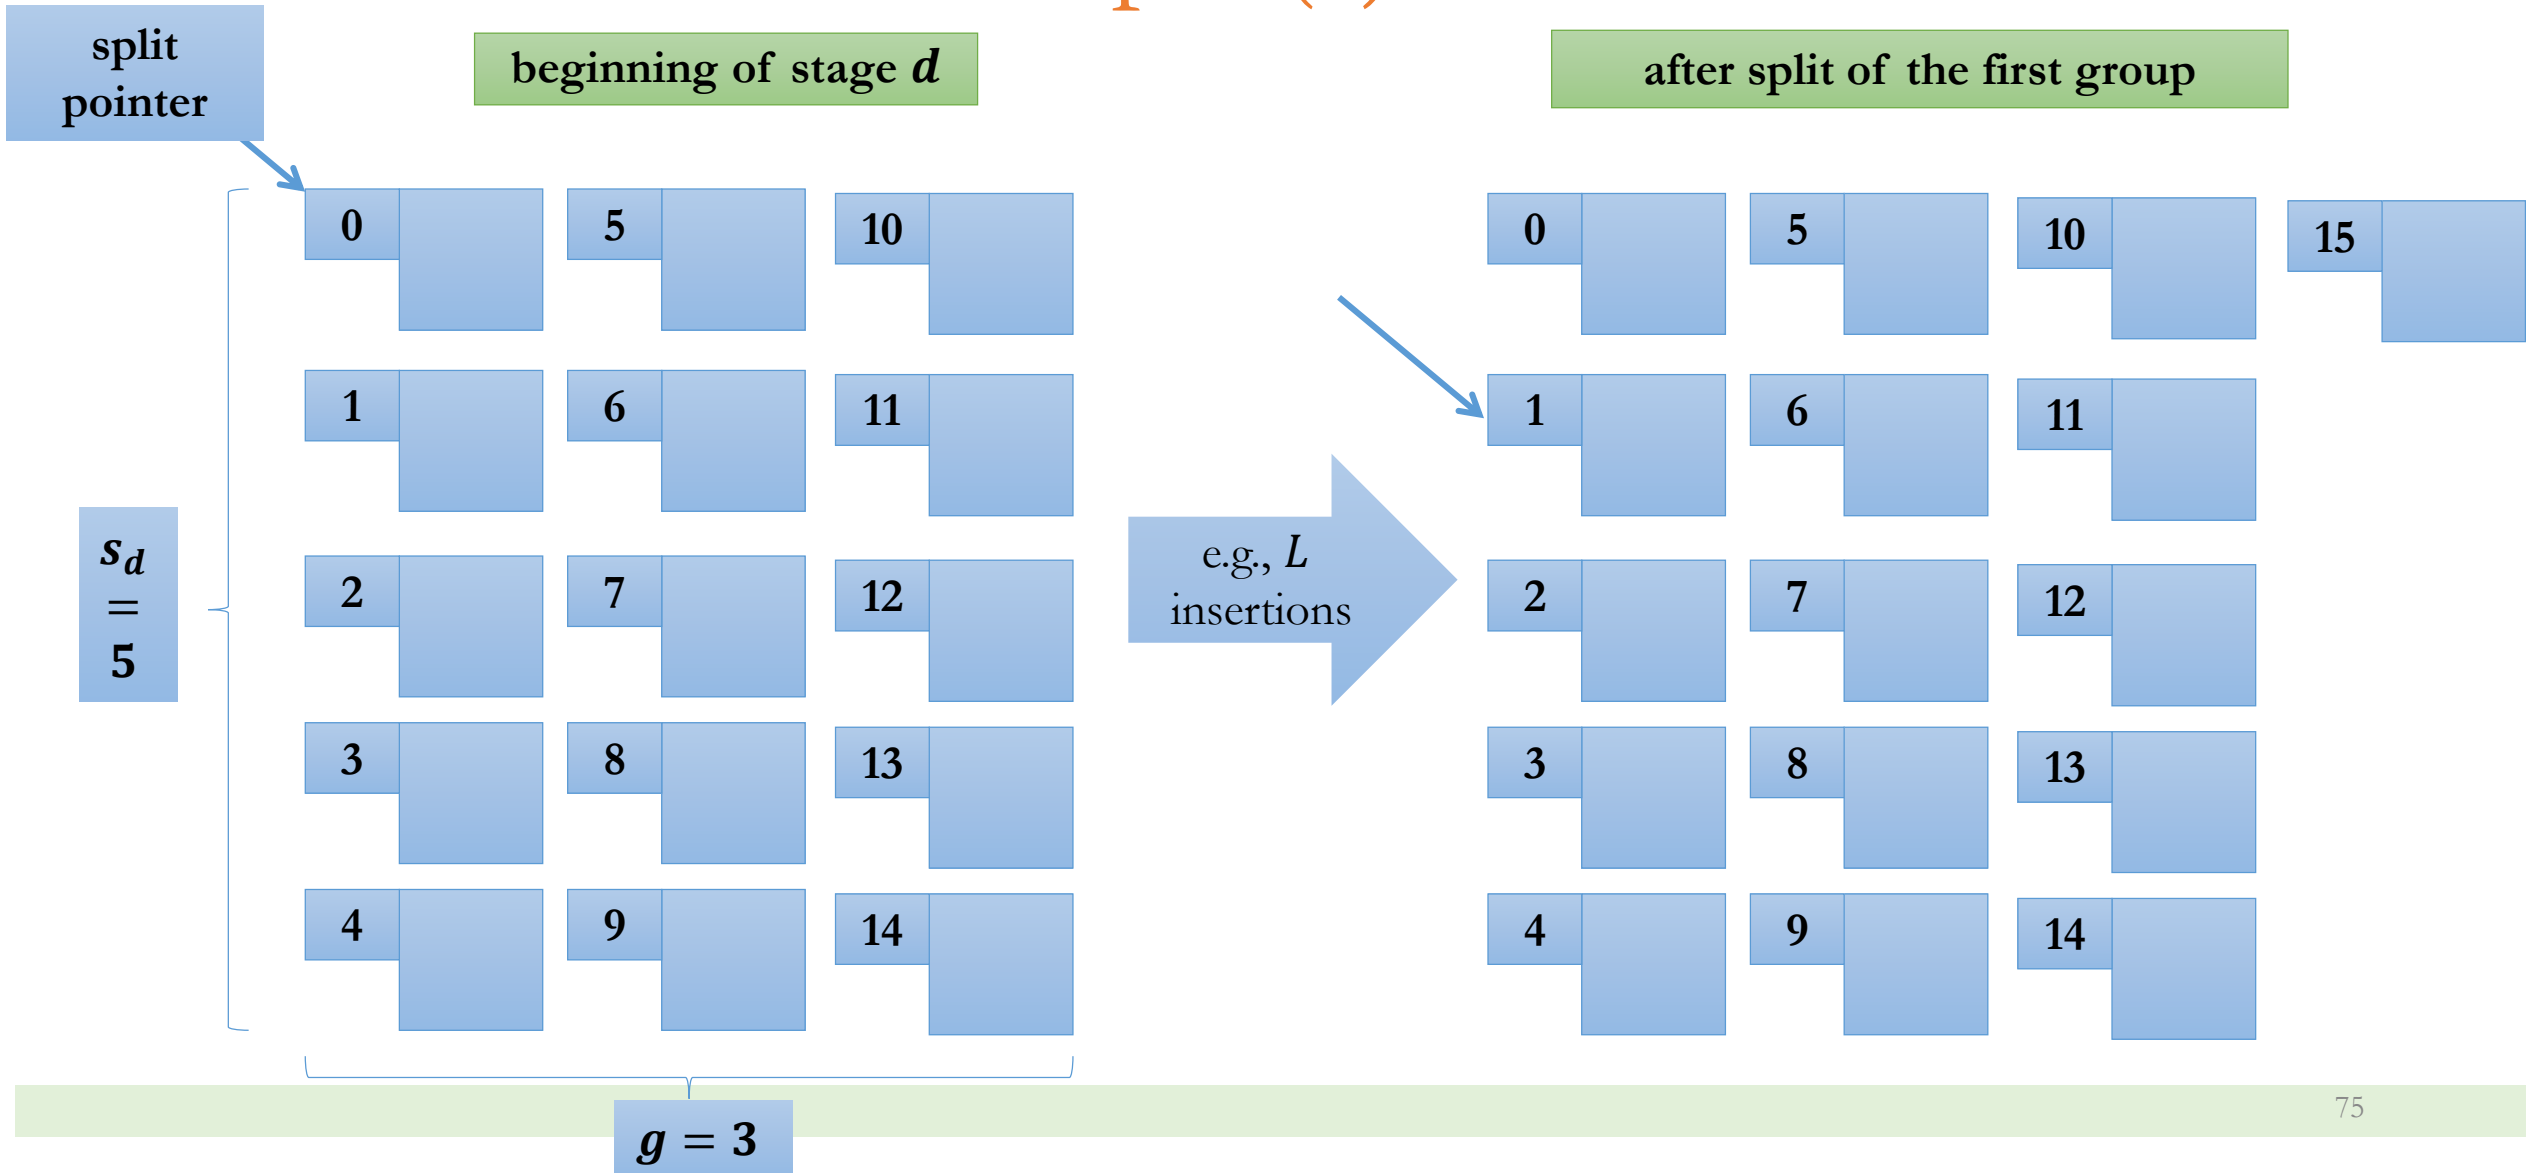 split
pointer
beginning of stage d
after split of the first group
0 5 10
1 6 11
2 7 12
3 8 13
4 9 14
s_d
=
5
g = 3
e.g., L
insertions
0 5 10 15
1 6 11
2 7 12
3 8 13
4 9 14
75